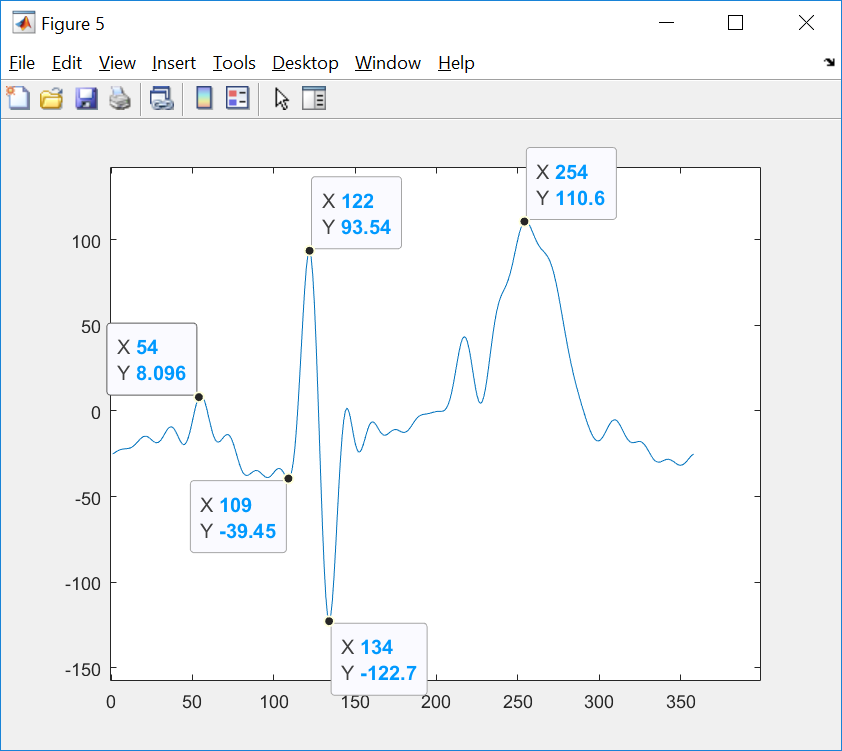 Figure 5
File Edit View Insert Tools Desktop Window Help
X 254
Y 110.6
X 122
Y 93.54
X 54
Y 8.096
X 109
Y -39.45
X 134
Y -122.7
100
50
0
-50
-100
-150
0 50 100 150 200 250 300 350